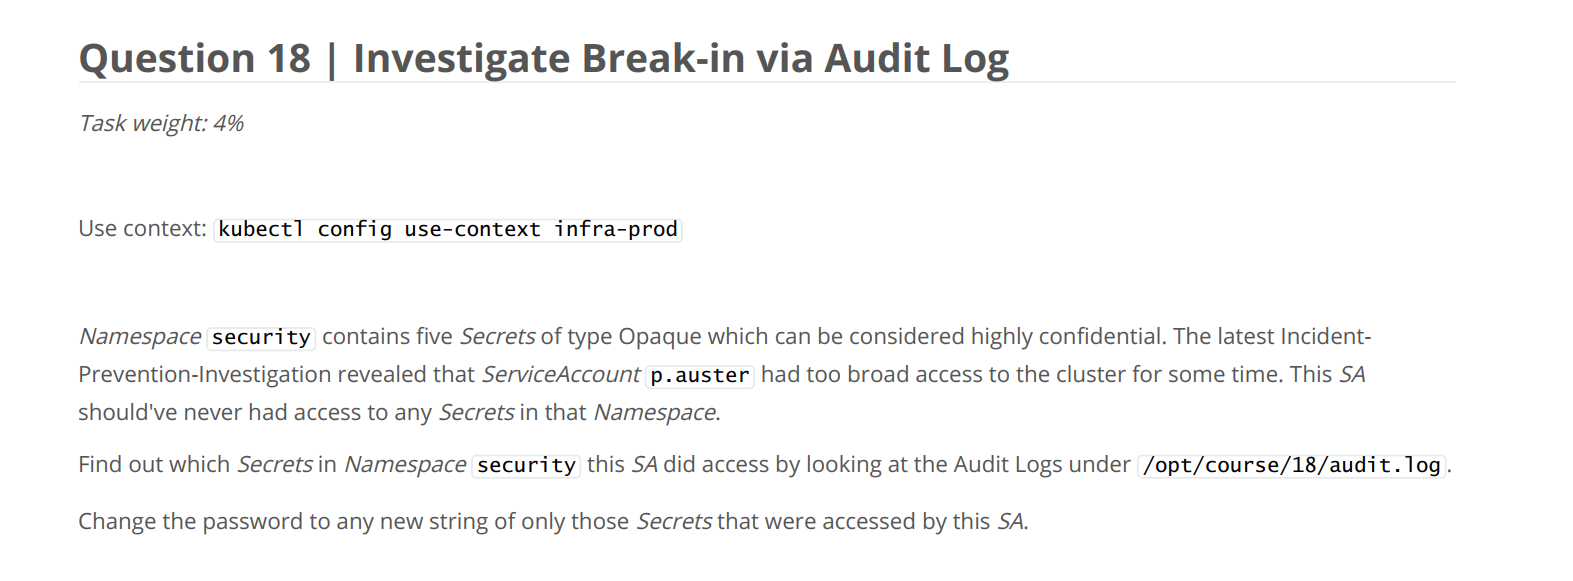 Question 18 | Investigate Break-in via Audit Log
Task weight: 4%
Use context: kubectl config use-context infra-prod
Namespace security contains five Secrets of type Opaque which can be considered highly confidential. The latest Incident-
Prevention-Investigation revealed that ServiceAccount p.auster had too broad access to the cluster for some time. This SA
should've never had access to any Secrets in that Namespace.
Find out which Secrets in Namespace security this SA did access by looking at the Audit Logs under /opt/course/18/audit.log.
Change the password to any new string of only those Secrets that were accessed by this SA.